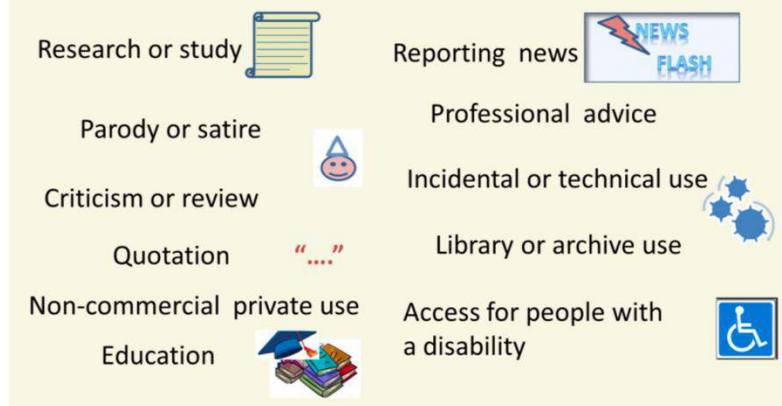 Research or study
Parody or satire
Criticism or review
Quotation “....”
Non-commercial private use
Education
Reporting news
NEWS
FLASH
Professional advice
Incidental or technical use
Library or archive use
Access for people with
a disability